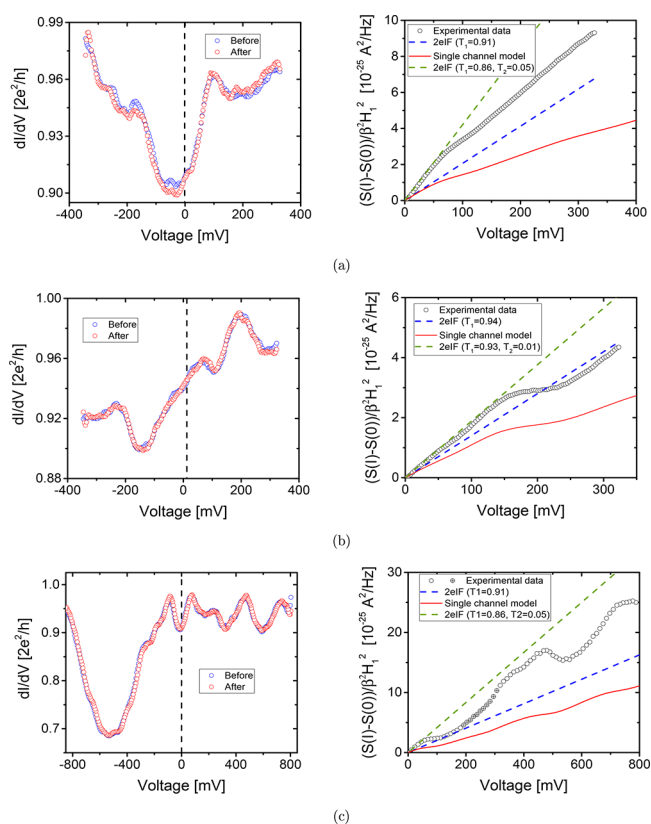 dI/dV [2e²/h]
0.99
0.96
0.93
0.90
-400 -200 0 200 400
Voltage [mV]
Before
After
(S(I)-S(0))/β²H₁² [10⁻²⁵ A²/Hz]
10
8
6
4
2
0
0 100 200 300 400
Voltage [mV]
Experimental data
2eIF (T₁=0.91)
Single channel model
2eIF (T₁=0.86, T₂=0.05)
(a)
dI/dV [2e²/h]
1.00
0.96
0.92
0.88
-400 -200 0 200 400
Voltage [mV]
Before
After
(S(I)-S(0))/β²H₁² [10⁻²⁵ A²/Hz]
6
4
2
0
0 100 200 300
Voltage [mV]
Experimental data
2eIF (T₁=0.94)
Single channel model
2eIF (T₁=0.93, T₂=0.01)
(b)
dI/dV [2e²/h]
1.0
0.9
0.8
0.7
-800 -400 0 400 800
Voltage [mV]
Before
After
(S(I)-S(0))/β²H₁² [10⁻²⁵ A²/Hz]
30
20
10
0
0 200 400 600 800
Voltage [mV]
Experimental data
2eIF (T1=0.91)
Single channel model
2eIF (T1=0.86, T2=0.05)
(c)